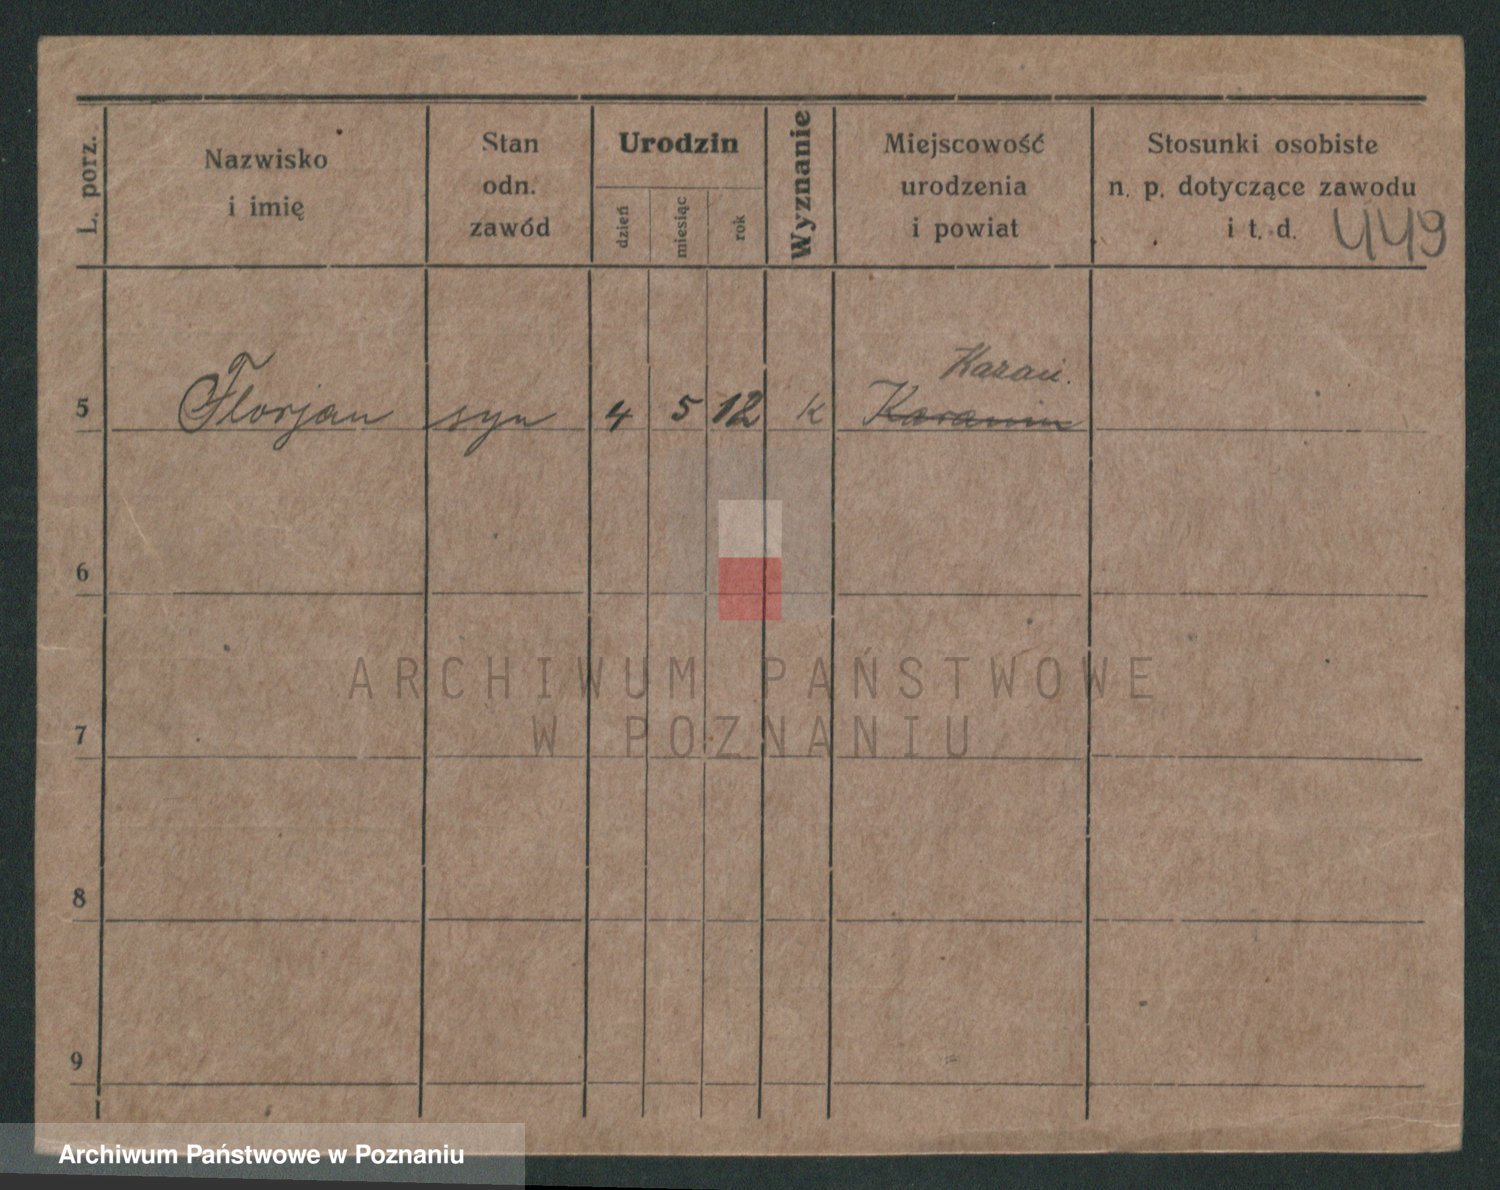 L. porz.
Nazwisko
i imię
Stan
odn.
zawód
Urodzin
dzień
miesiąc
rok
Wyznanie
Miejscowość
urodzenia
i powiat
Stosunki osobiste
n. p. dotyczące zawodu
i t. d.
449
5 Florjan syn 4 5 12 k
6
7
8
9
ARCHIWUM PAŃSTWOWE
W POZNANIU
Archiwum Państwowe w Poznaniu